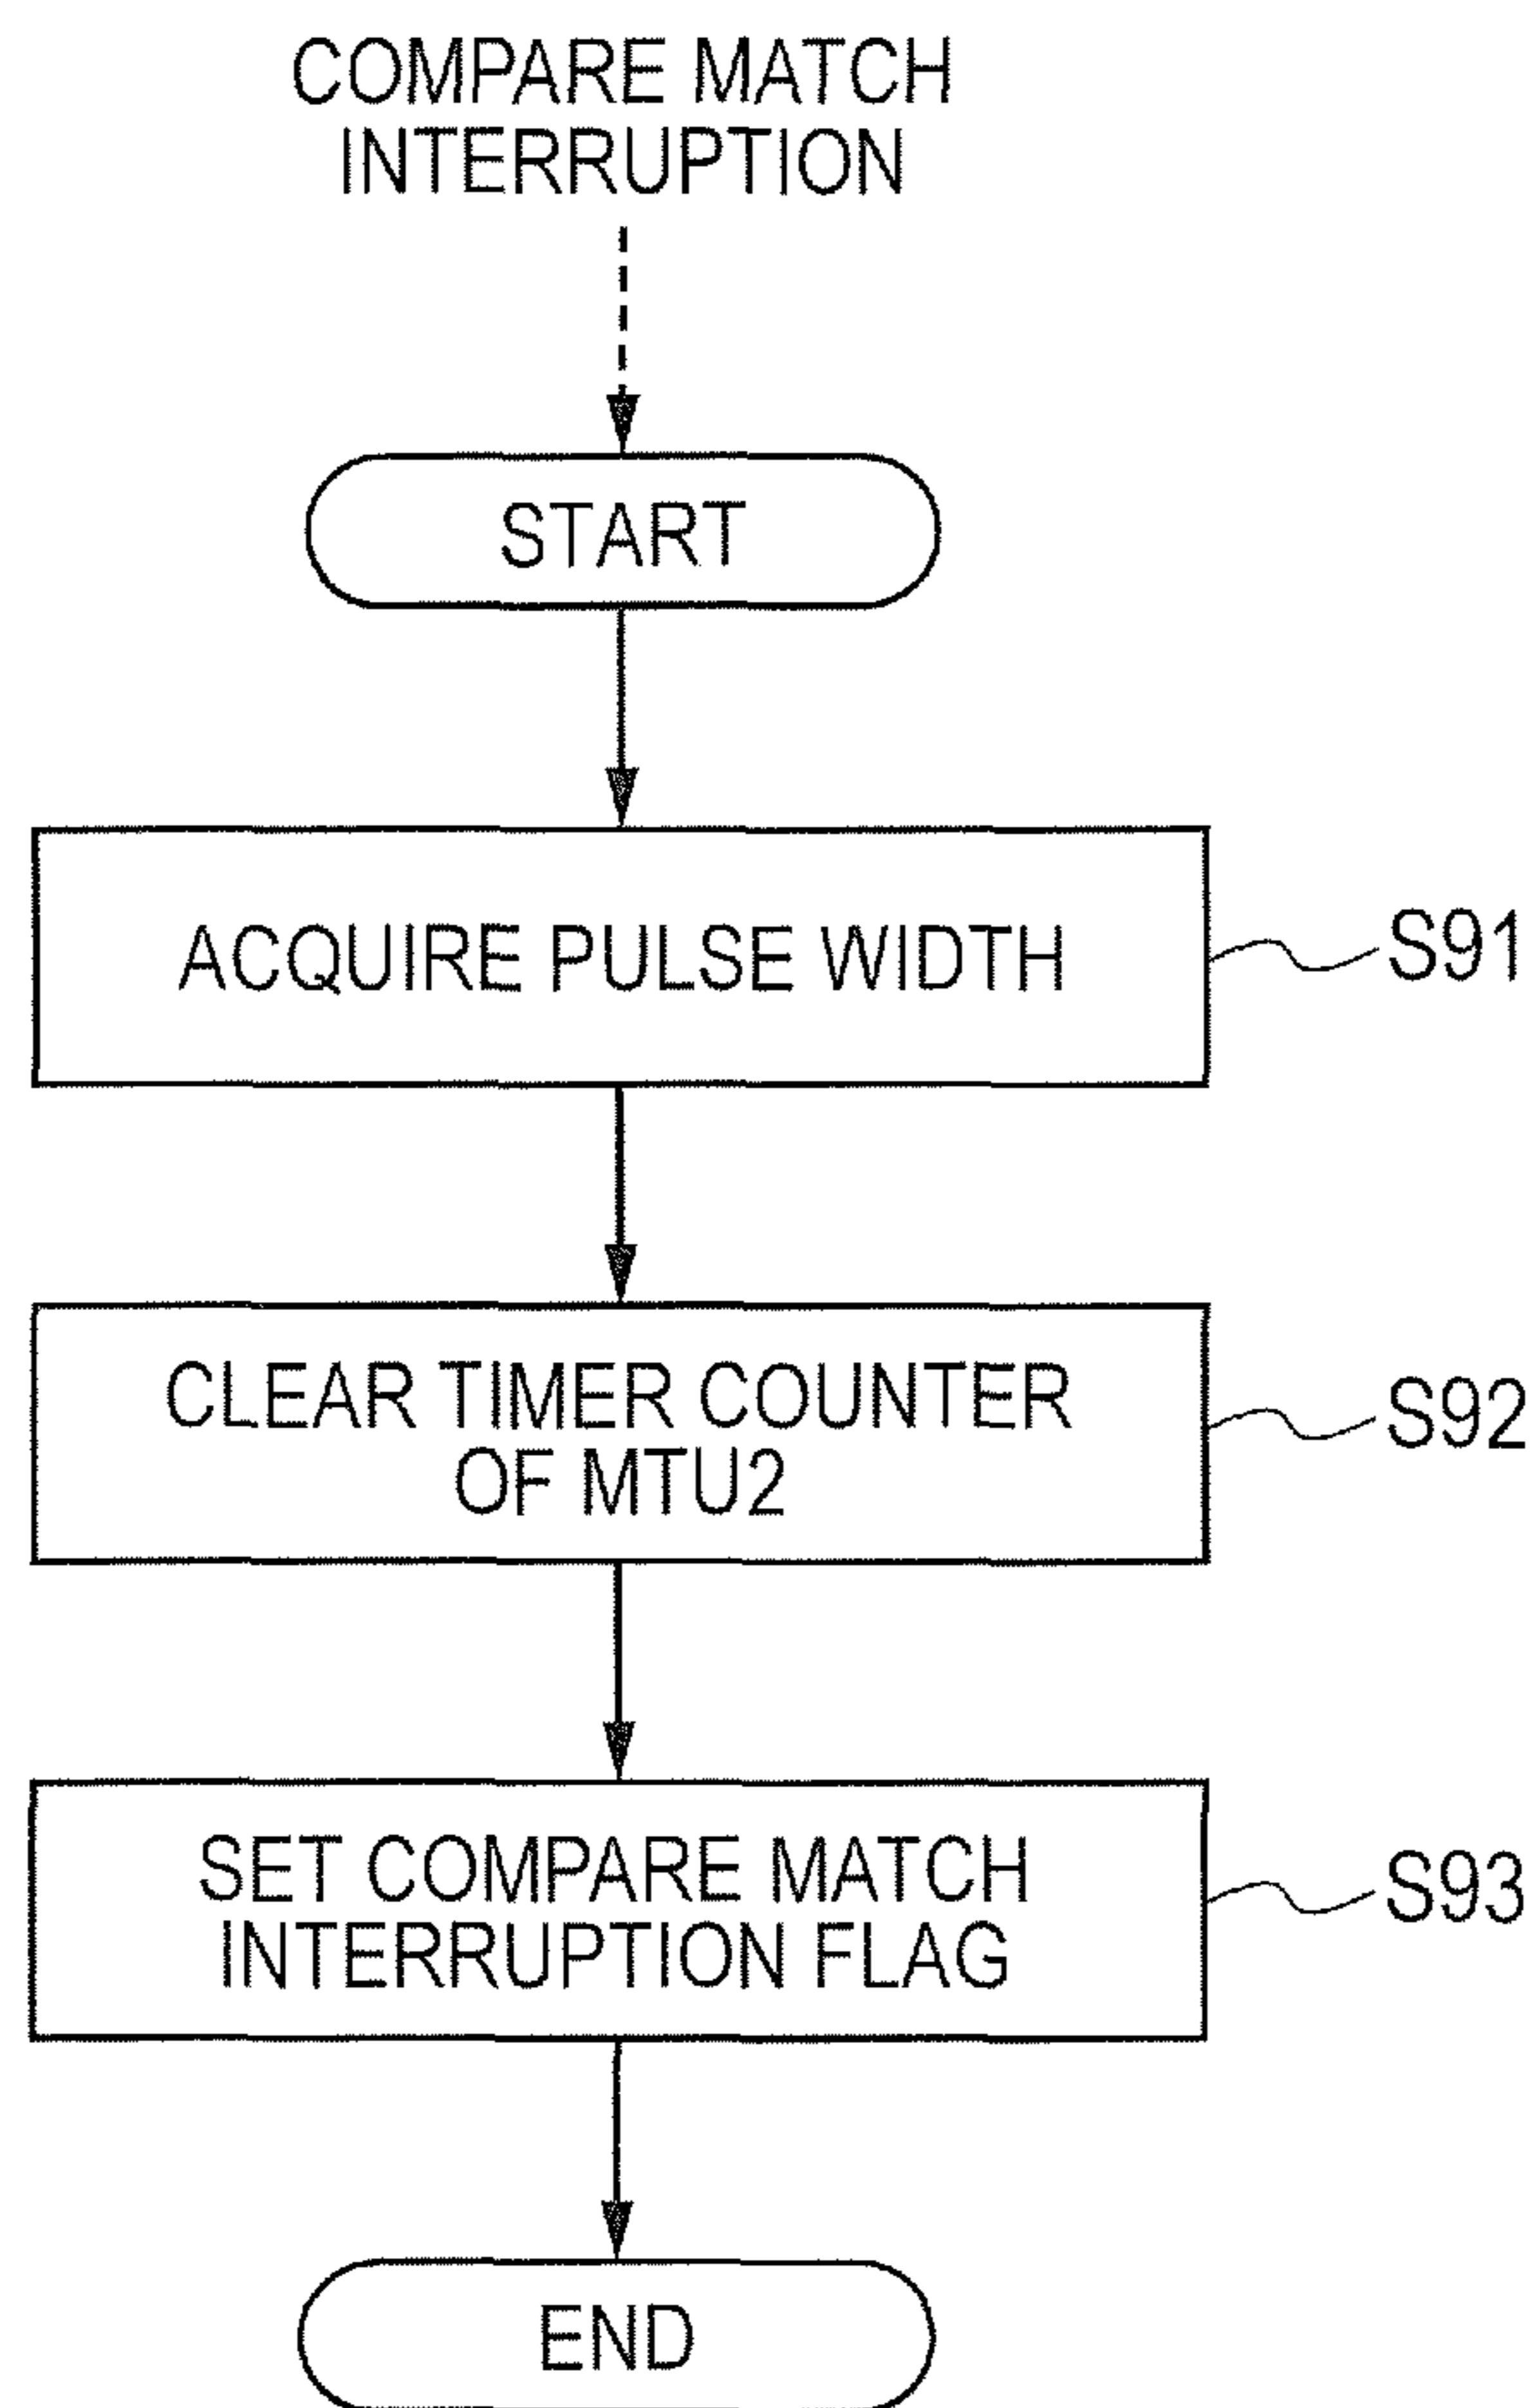 COMPARE MATCH
INTERRUPTION
START
ACQUIRE PULSE WIDTH
S91
CLEAR TIMER COUNTER
OF MTU2
S92
SET COMPARE MATCH
INTERRUPTION FLAG
S93
END